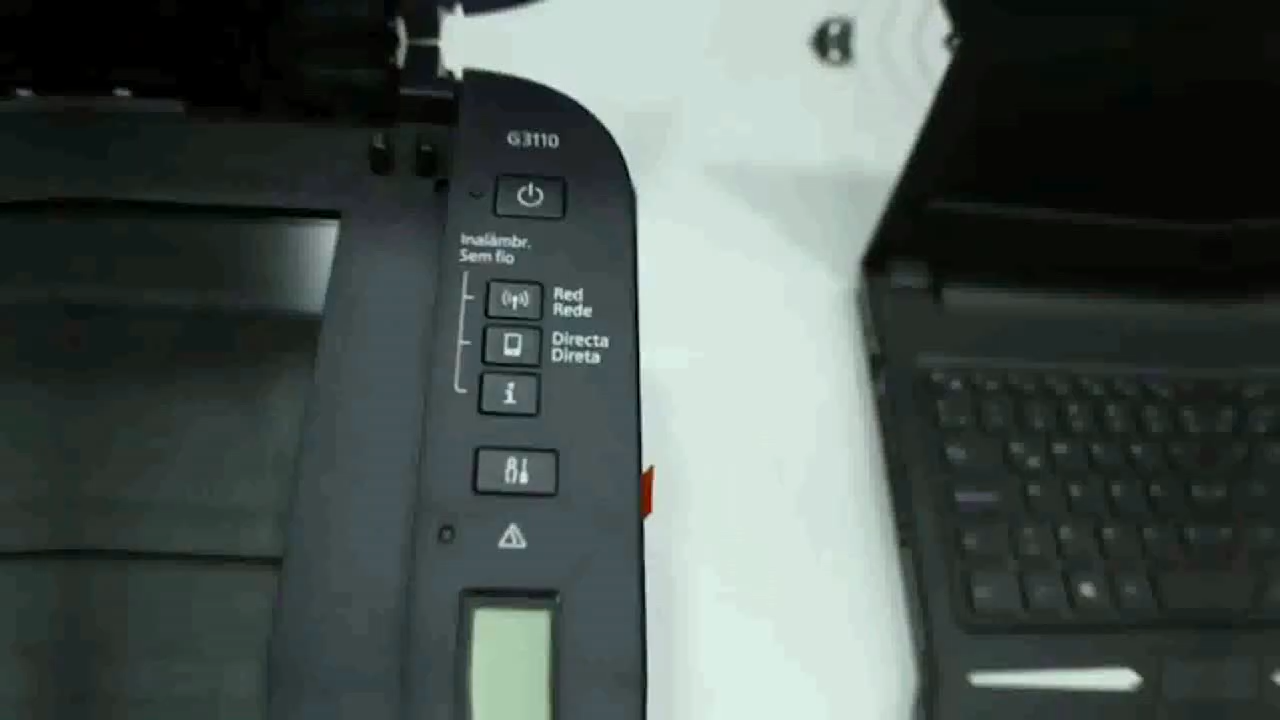 G3110
Inalámbr.
Sem fio
Red
Rede
Directa
Direta
i